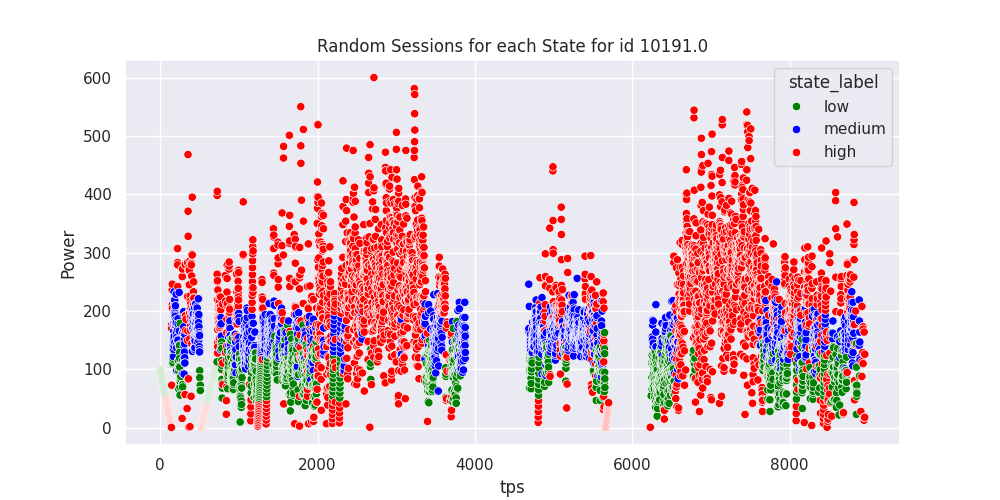 Random Sessions for each State for id 10191.0
state_label
low
medium
high
Power
600
500
400
300
200
100
0
0 2000 4000 6000 8000
tps